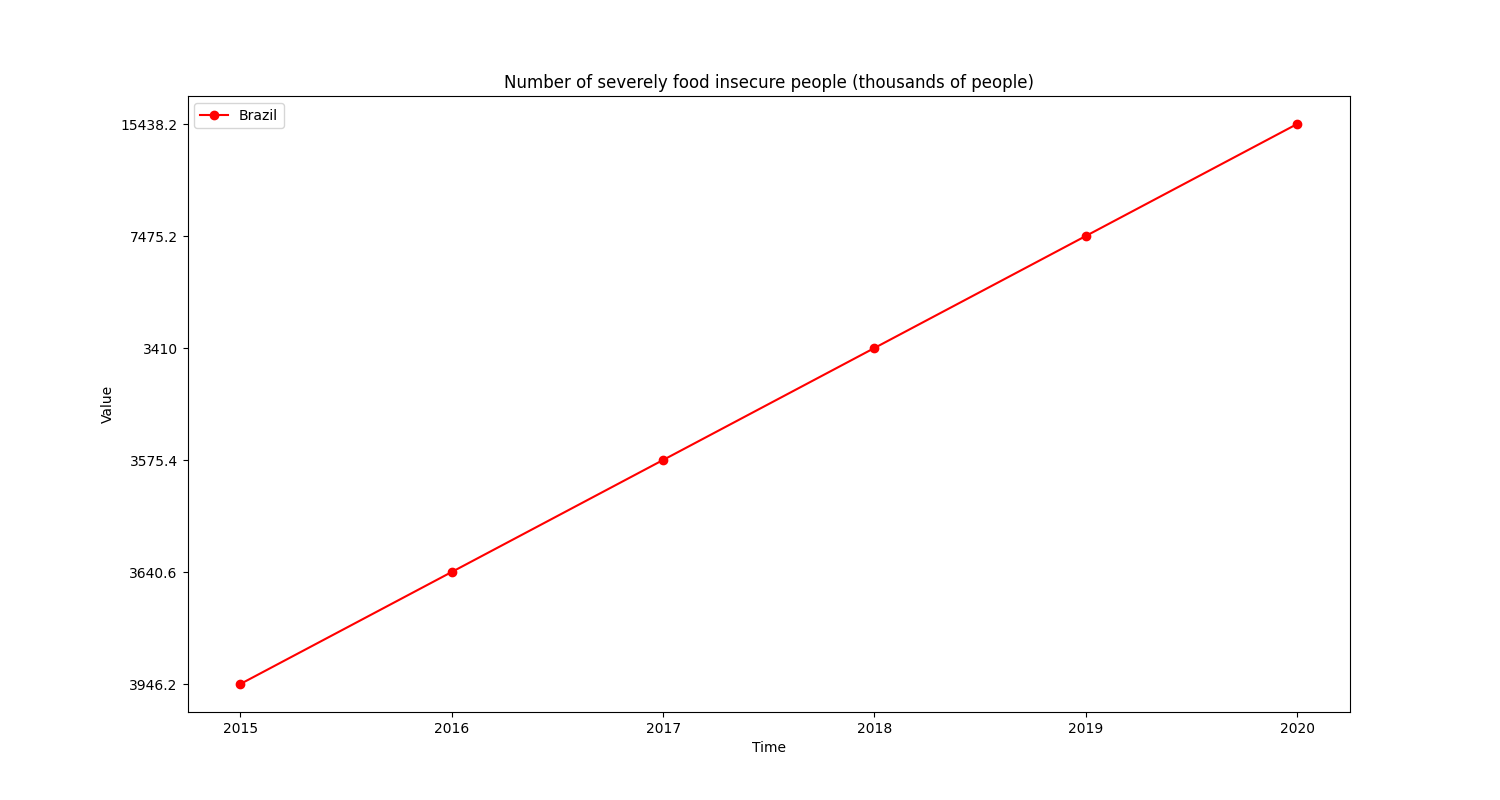 Number of severely food insecure people (thousands of people)
Brazil
15438.2
7475.2
3410
3575.4
3640.6
3946.2
Value
2015 2016 2017 2018 2019 2020
Time